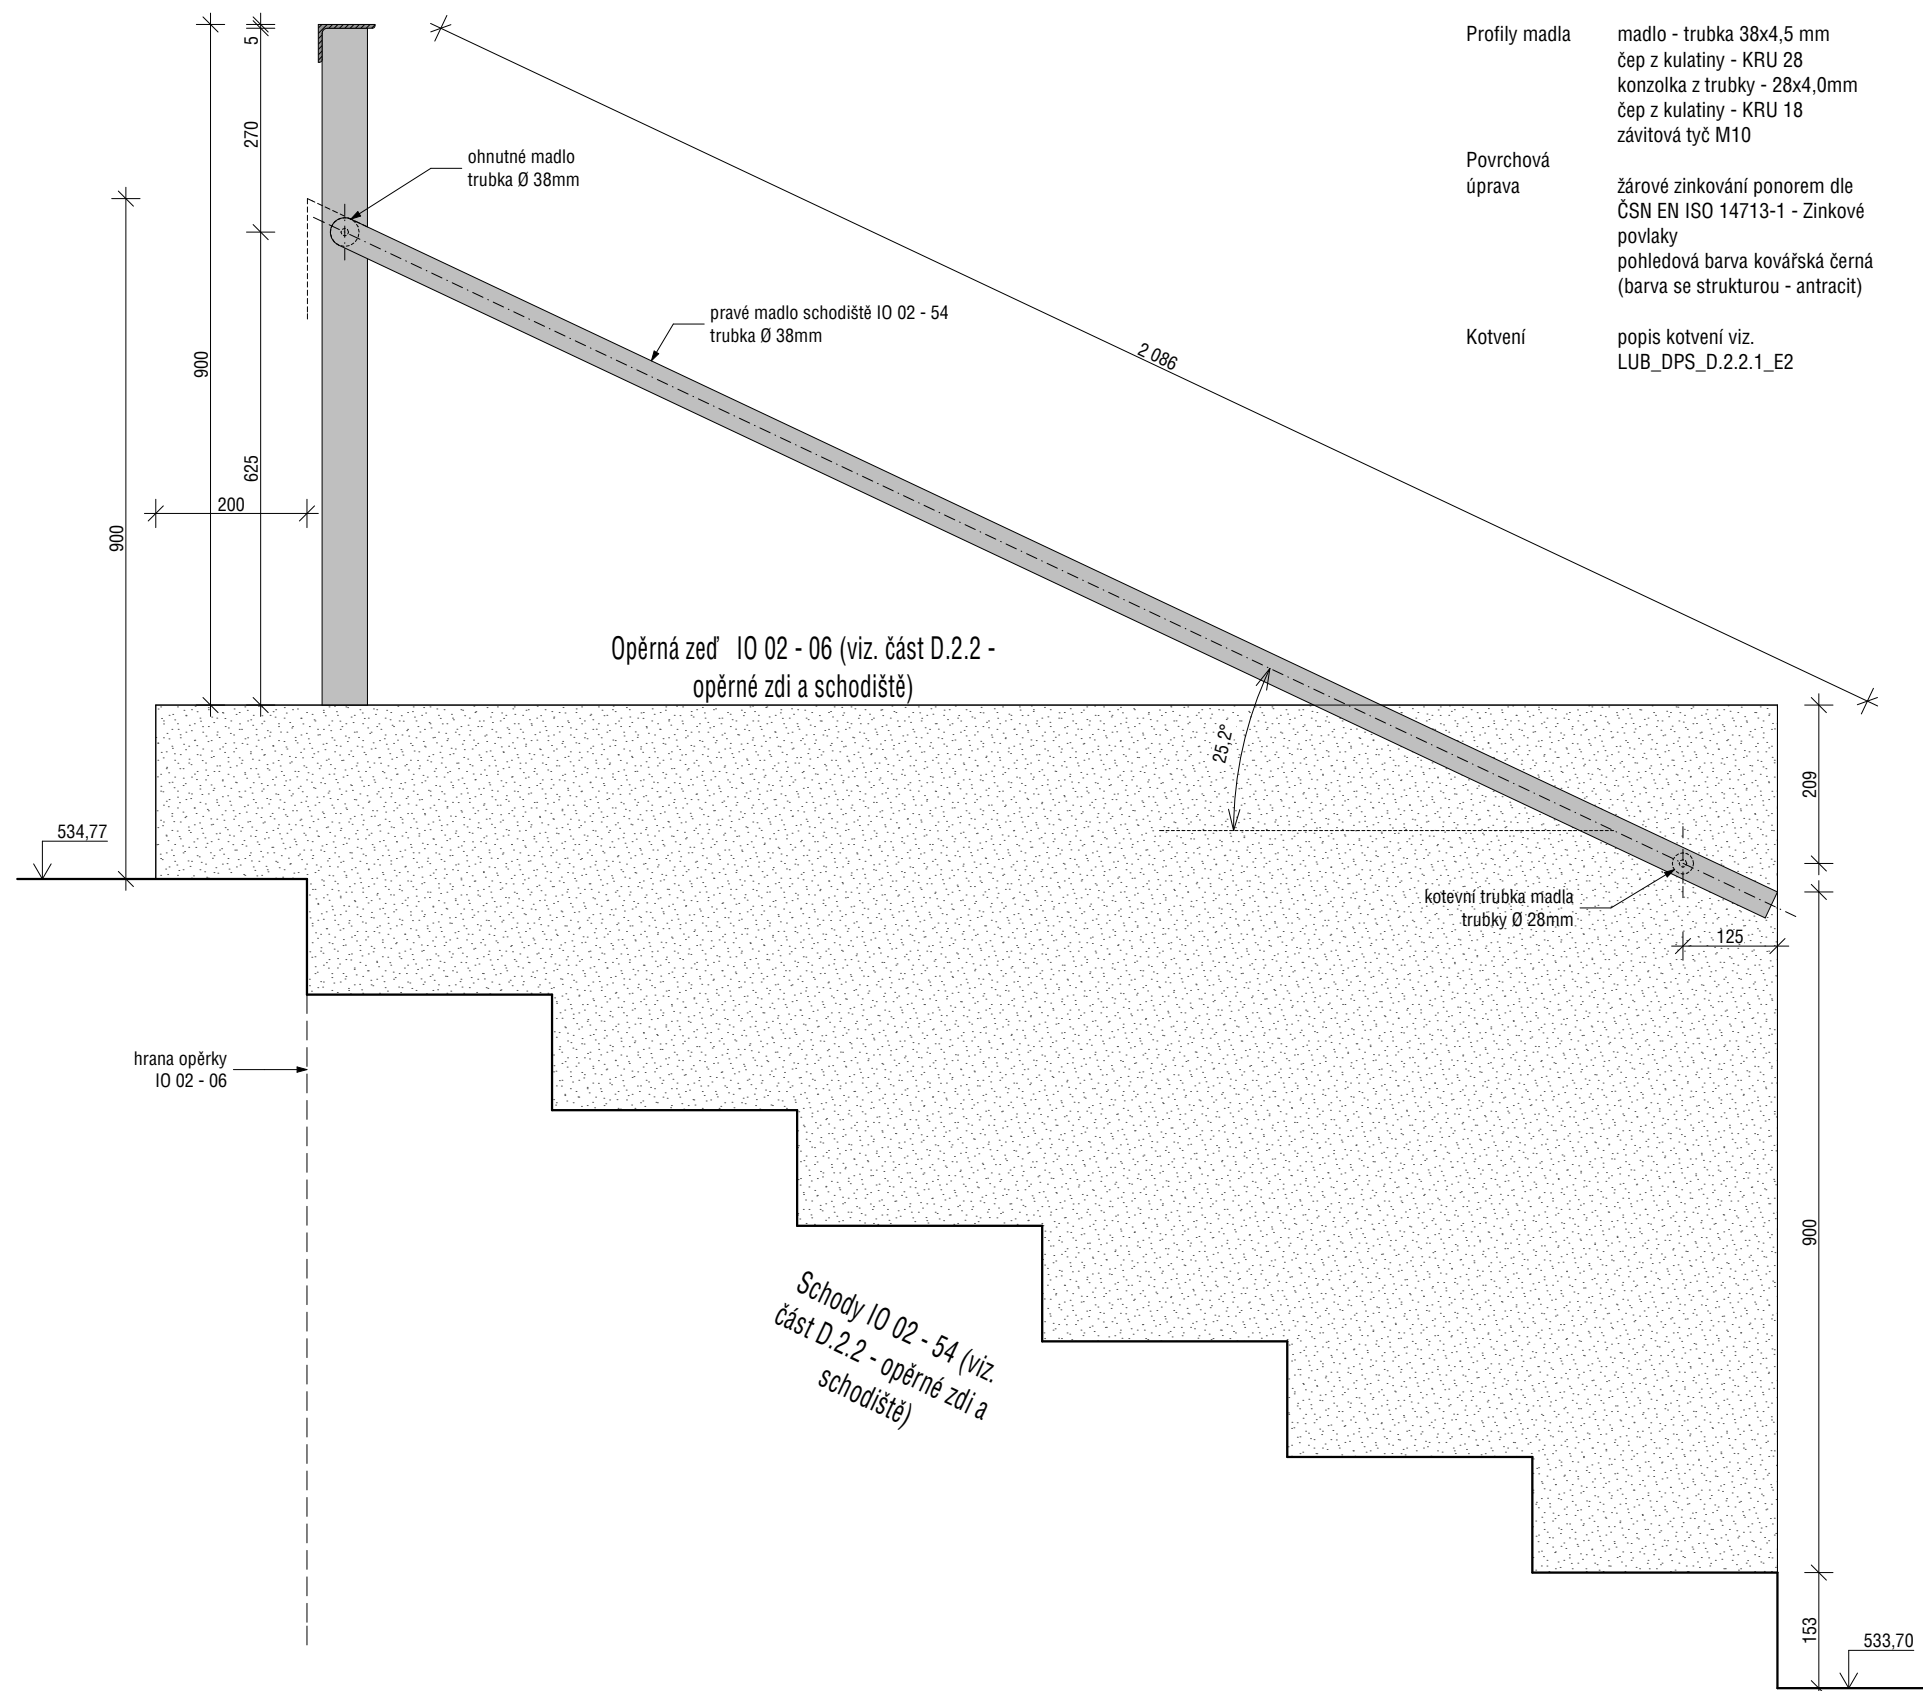 Profily madla
madlo - trubka 38x4,5 mm
čep z kulatiny - KRU 28
konzolka z trubky - 28x4,0mm
čep z kulatiny - KRU 18
závitová tyč M10
Povrchová
úprava
žárové zinkování ponorem dle
ČSN EN ISO 14713-1 - Zinkové
povlaky
pohledová barva kovářská černá
(barva se strukturou - antracit)
Kotvení
popis kotvení viz.
LUB_DPS_D.2.2.1_E2
5
270
ohnutné madlo
trubka Ø 38mm
pravé madlo schodiště IO 02 - 54
trubka Ø 38mm
2 086
900
625
200
900
Opěrná zeď IO 02 - 06 (viz. část D.2.2 -
opěrné zdi a schodiště)
25,2°
209
534,77
kotevní trubka madla
trubky Ø 28mm
125
hrana opěrky
IO 02 - 06
900
Schody IO 02 - 54 (viz.
část D.2.2 - opěrné zdi a
schodiště)
153
533,70